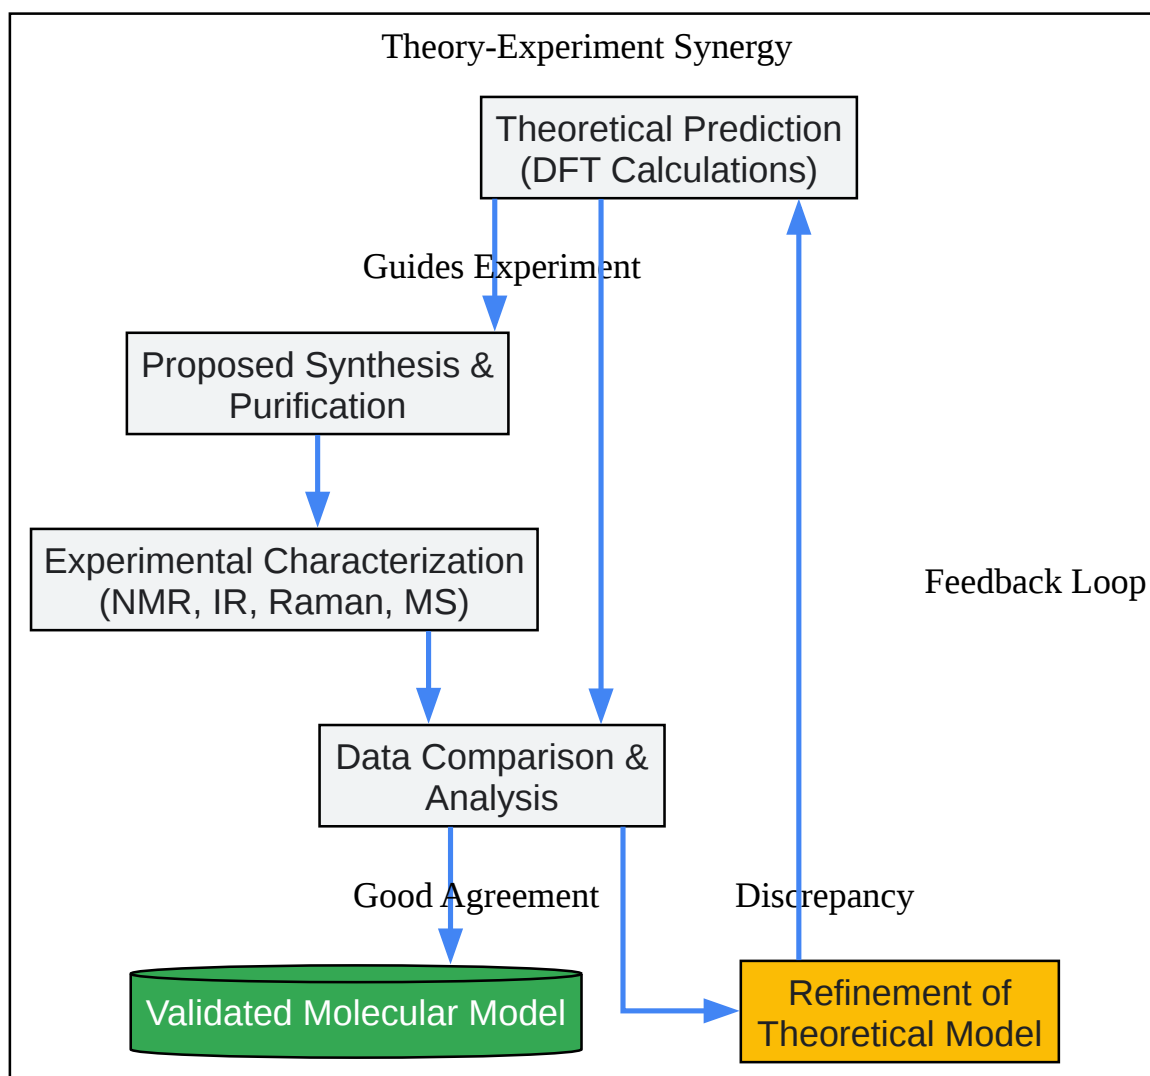 Theory-Experiment Synergy
Theoretical Prediction
(DFT Calculations)
Guides Experiment
Proposed Synthesis &
Purification
Experimental Characterization
(NMR, IR, Raman, MS)
Feedback Loop
Data Comparison &
Analysis
Good Agreement
Discrepancy
Validated Molecular Model
Refinement of
Theoretical Model